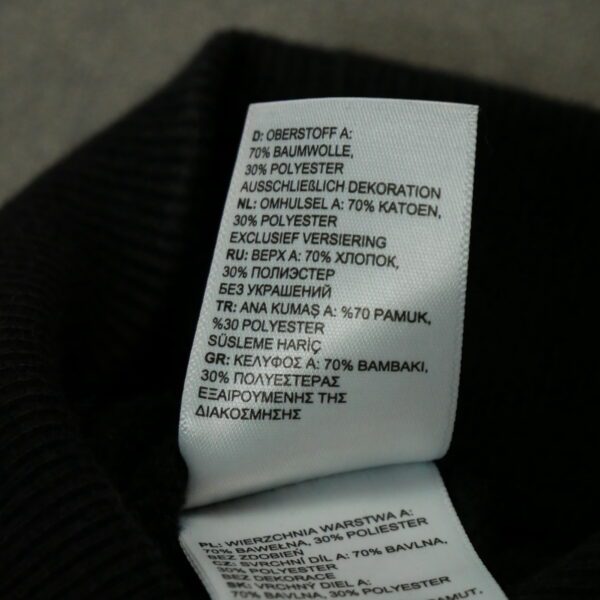 D: OBERSTOFF A:
70% BAUMWOLLE,
30% POLYESTER
AUSSCHLIEßLICH DEKORATION
NL: OMHULSEL A: 70% KATOEN,
30% POLYESTER
EXCLUSIEF VERSIERING
RU: ВЕРХ А: 70% ХЛОПОК,
30% ПОЛИЭСТЕР
БЕЗ УКРАШЕНИЙ
TR: ANA KUMAŞ A: %70 PAMUK,
%30 POLYESTER
SÜSLEME HARİÇ
GR: ΚΕΛΥΦΟΣ Α: 70% ΒΑΜΒΑΚΙ,
30% ΠΟΛΥΕΣΤΕΡΑΣ
ΕΞΑΙΡΟΥΜΕΝΗΣ ΤΗΣ
ΔΙΑΚΟΣΜΗΣΗΣ
PL: WIERZCHNIA WARSTWA A:
70% BAWEŁNA, 30% POLIESTER
BEZ ZDOBIEŃ
CZ: SVRCHNÍ DÍL A: 70% BAVLNA,
30% POLYESTER
BEZ DEKORACE
SK: VRCHNÝ DIEL A:
70% BAVLNA, 30% POLYESTER